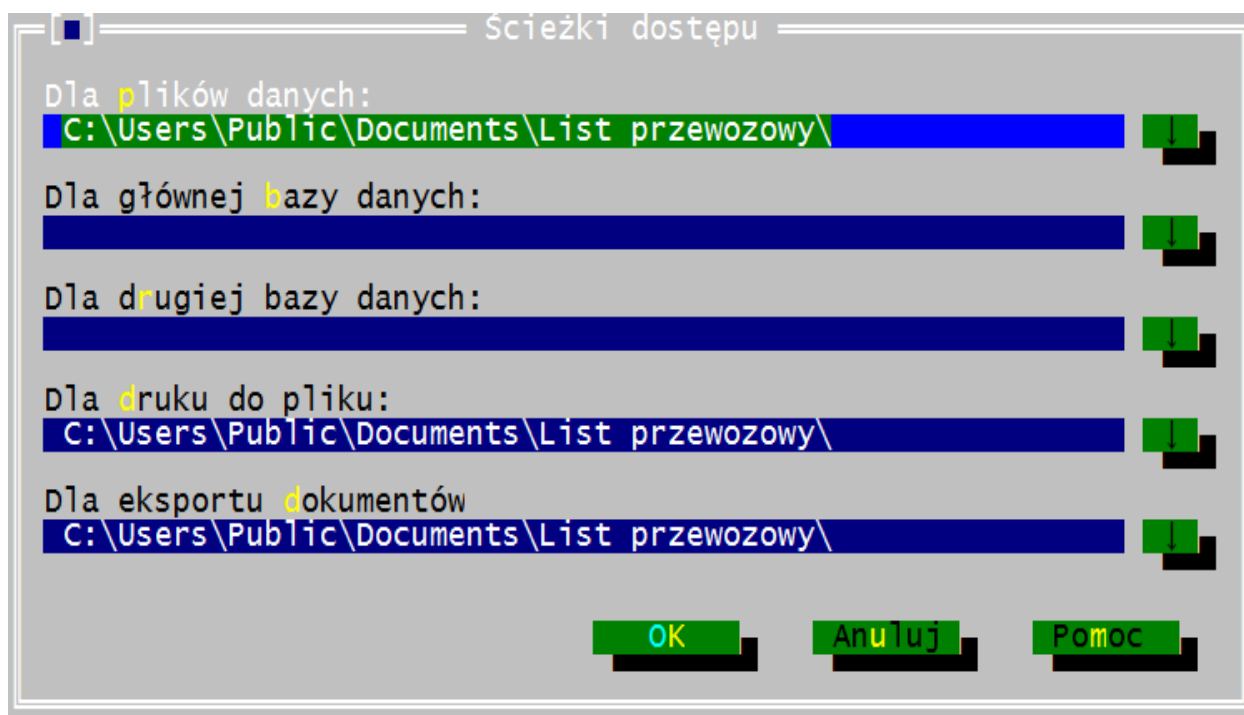 [■] Ścieżki dostępu
Dla plików danych:
C:\Users\Public\Documents\List przewozowy\ ↓
Dla głównej bazy danych:
↓
Dla drugiej bazy danych:
↓
Dla druku do pliku:
C:\Users\Public\Documents\List przewozowy\ ↓
Dla eksportu dokumentów
C:\Users\Public\Documents\List przewozowy\ ↓
OK Anuluj Pomoc